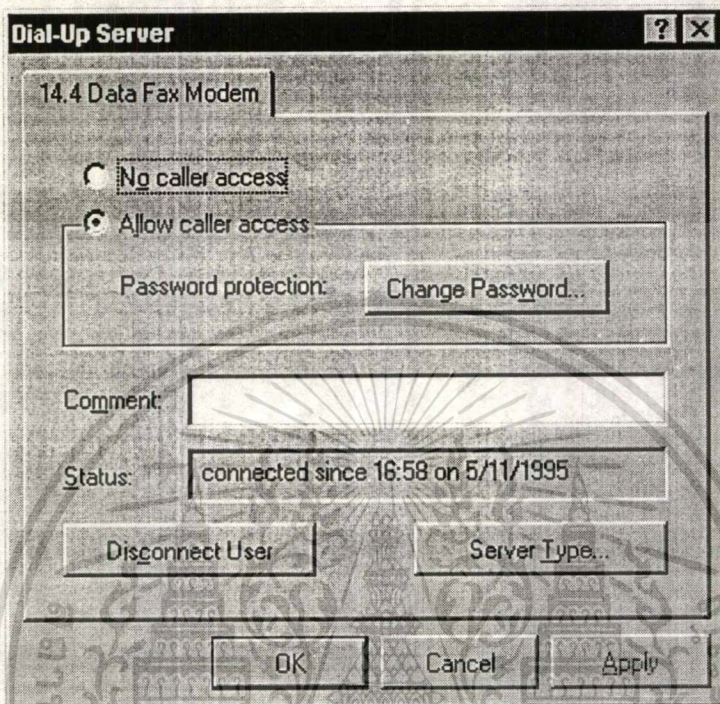 Dial-Up Server
14.4 Data Fax Modem
No caller access
Allow caller access
Password protection: Change Password...
Comment:
Status: connected since 16:58 on 5/11/1995
Disconnect User Server Type...
OK Cancel Apply